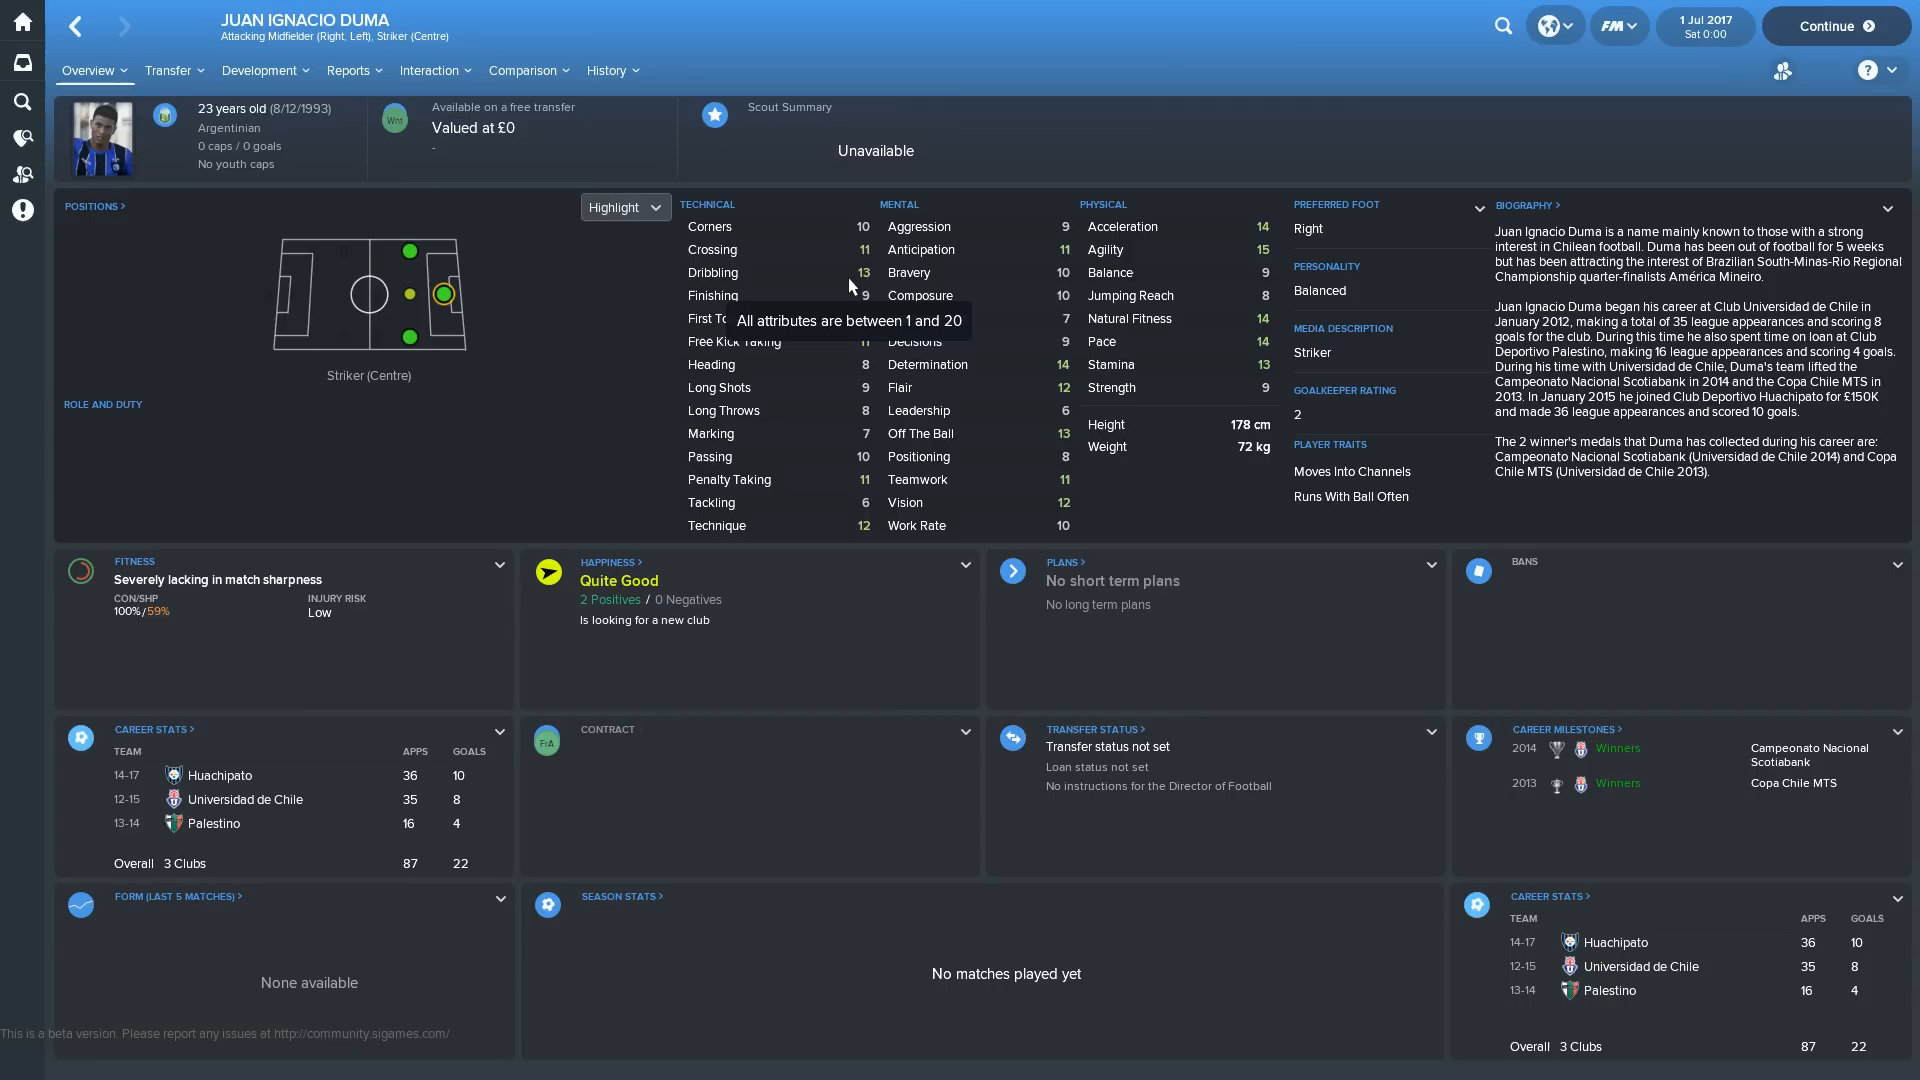 JUAN IGNACIO DUMA
Attacking Midfielder (Right, Left), Striker (Centre)
FM
1 Jul 2017
Sat 0:00
Continue
Overview
Transfer
Development
Reports
Interaction
Comparison
History
?
23 years old (8/12/1993)
Argentinian
0 caps / 0 goals
No youth caps
Wnt
Available on a free transfer
Valued at £0
-
Scout Summary
Unavailable
POSITIONS >
Highlight
Striker (Centre)
ROLE AND DUTY
TECHNICAL
Corners 10
Crossing 11
Dribbling 13
Finishing 9
First To
Free Kick Taking 11
Heading 8
Long Shots 9
Long Throws 8
Marking 7
Passing 10
Penalty Taking 11
Tackling 6
Technique 12
MENTAL
Aggression 9
Anticipation 11
Bravery 10
Composure 10
7
Decisions 9
Determination 14
Flair 12
Leadership 6
Off The Ball 13
Positioning 8
Teamwork 11
Vision 12
Work Rate 10
All attributes are between 1 and 20
PHYSICAL
Acceleration 14
Agility 15
Balance 9
Jumping Reach 8
Natural Fitness 14
Pace 14
Stamina 13
Strength 9
Height 178 cm
Weight 72 kg
PREFERRED FOOT
Right
PERSONALITY
Balanced
MEDIA DESCRIPTION
Striker
GOALKEEPER RATING
2
PLAYER TRAITS
Moves Into Channels
Runs With Ball Often
BIOGRAPHY >
Juan Ignacio Duma is a name mainly known to those with a strong
interest in Chilean football. Duma has been out of football for 5 weeks
but has been attracting the interest of Brazilian South-Minas-Rio Regional
Championship quarter-finalists América Mineiro.
Juan Ignacio Duma began his career at Club Universidad de Chile in
January 2012, making a total of 35 league appearances and scoring 8
goals for the club. During this time he also spent time on loan at Club
Deportivo Palestino, making 16 league appearances and scoring 4 goals.
During his time with Universidad de Chile, Duma's team lifted the
Campeonato Nacional Scotiabank in 2014 and the Copa Chile MTS in
2013. In January 2015 he joined Club Deportivo Huachipato for £150K
and made 36 league appearances and scored 10 goals.
The 2 winner's medals that Duma has collected during his career are:
Campeonato Nacional Scotiabank (Universidad de Chile 2014) and Copa
Chile MTS (Universidad de Chile 2013).
FITNESS
Severely lacking in match sharpness
CON/SHP INJURY RISK
100%/59% Low
HAPPINESS >
Quite Good
2 Positives / 0 Negatives
Is looking for a new club
PLANS >
No short term plans
No long term plans
BANS
CAREER STATS >
TEAM APPS GOALS
14-17 Huachipato 36 10
12-15 Universidad de Chile 35 8
13-14 Palestino 16 4
Overall 3 Clubs 87 22
CONTRACT
FrA
TRANSFER STATUS >
Transfer status not set
Loan status not set
No instructions for the Director of Football
CAREER MILESTONES >
2014 Winners Campeonato Nacional
Scotiabank
2013 Winners Copa Chile MTS
FORM (LAST 5 MATCHES) >
None available
SEASON STATS >
No matches played yet
CAREER STATS >
TEAM APPS GOALS
14-17 Huachipato 36 10
12-15 Universidad de Chile 35 8
13-14 Palestino 16 4
Overall 3 Clubs 87 22
This is a beta version. Please report any issues at http://community.sigames.com/